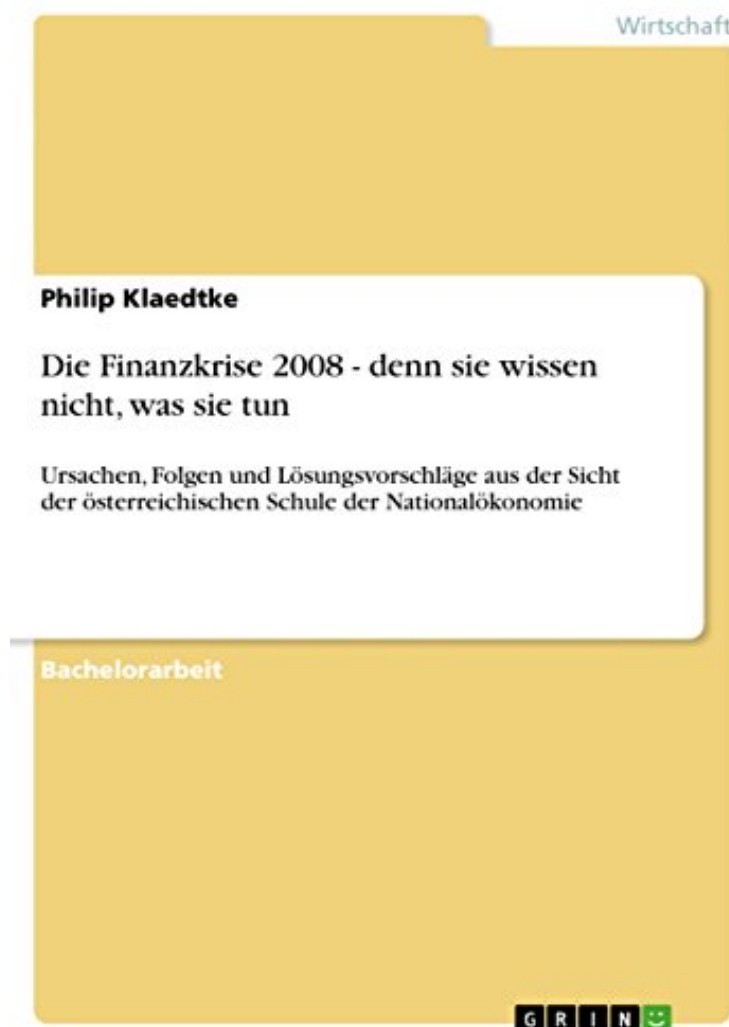 Wirtschaft
Philip Klaedtke
Die Finanzkrise 2008 - denn sie wissen
nicht, was sie tun
Ursachen, Folgen und Lösungsvorschläge aus der Sicht
der österreichischen Schule der Nationalökonomie
Bachelorarbeit
GRIN